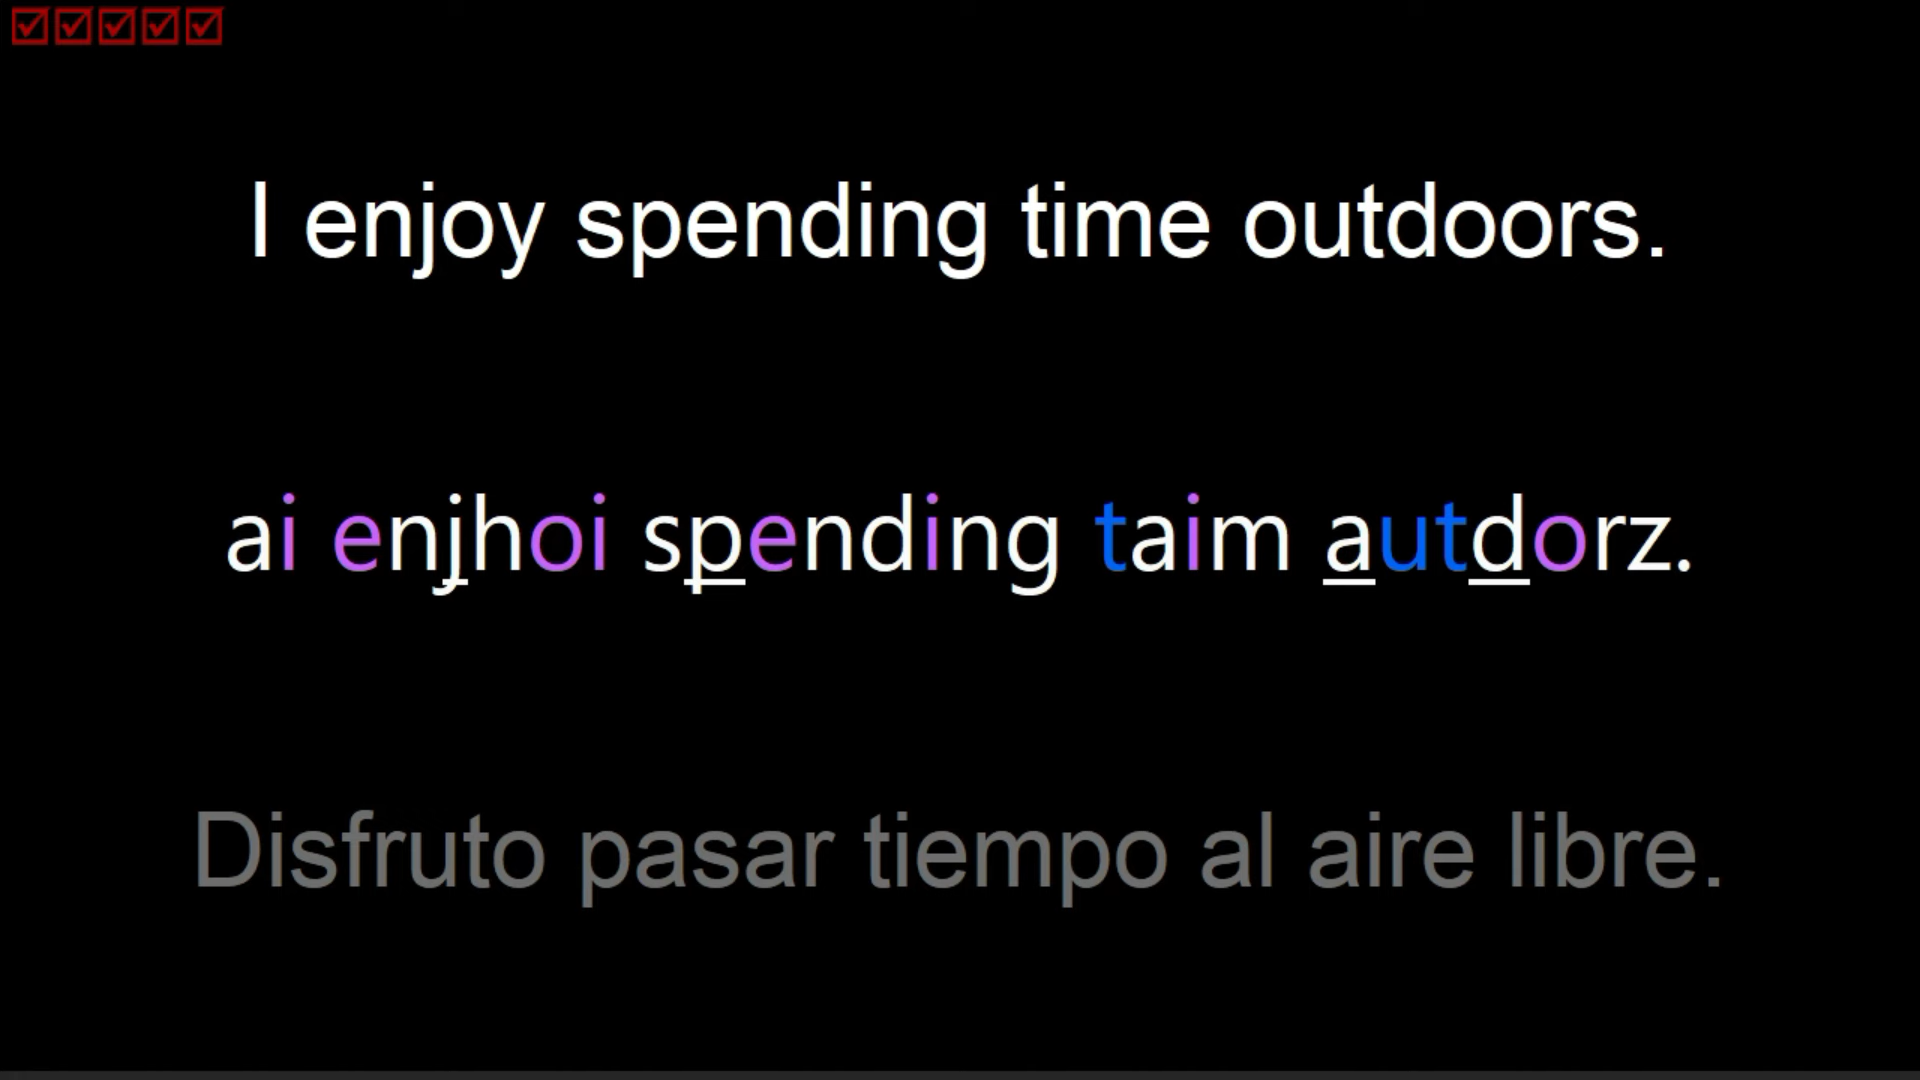 I enjoy spending time outdoors.
ai enjhoi spending taim autdorz.
Disfruto pasar tiempo al aire libre.